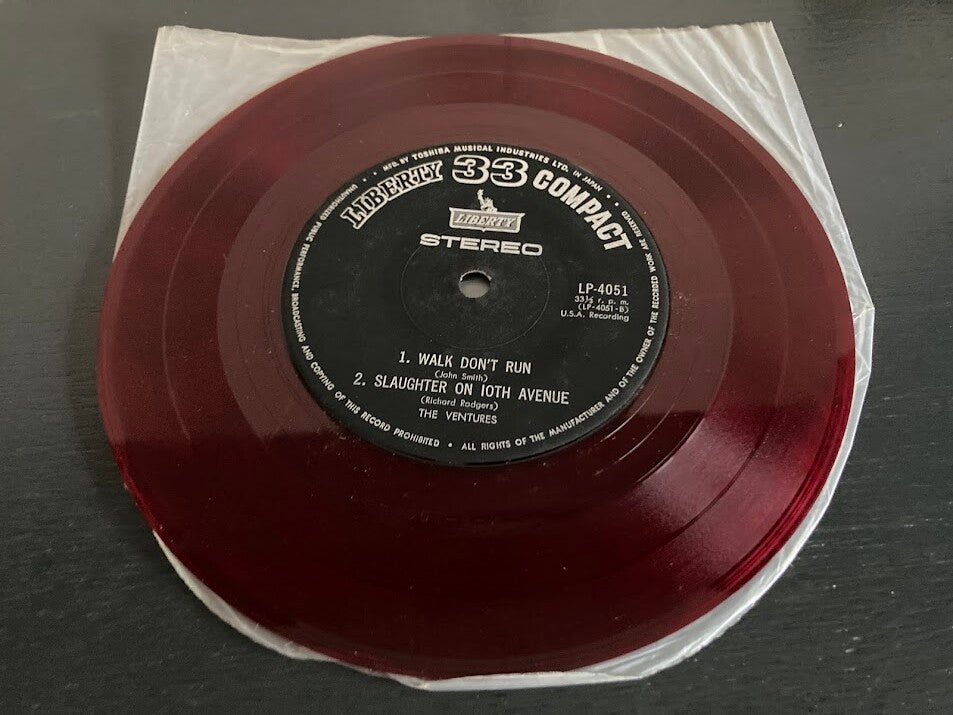 MFD. BY TOSHIBA MUSICAL INDUSTRIES LTD. IN JAPAN
LIBERTY 33 COMPACT
LIBERTY
STEREO
LP-4051
33⅓ r. p. m.
(LP-4051-B)
U.S.A. Recording
1. WALK DON'T RUN
(John Smith)
2. SLAUGHTER ON 10TH AVENUE
(Richard Rodgers)
THE VENTURES
UNAUTHORIZED PUBLIC PERFORMANCE, BROADCASTING AND COPYING OF THIS RECORD PROHIBITED • ALL RIGHTS OF THE MANUFACTURER AND OF THE OWNER OF THE RECORDED WORK ARE RESERVED